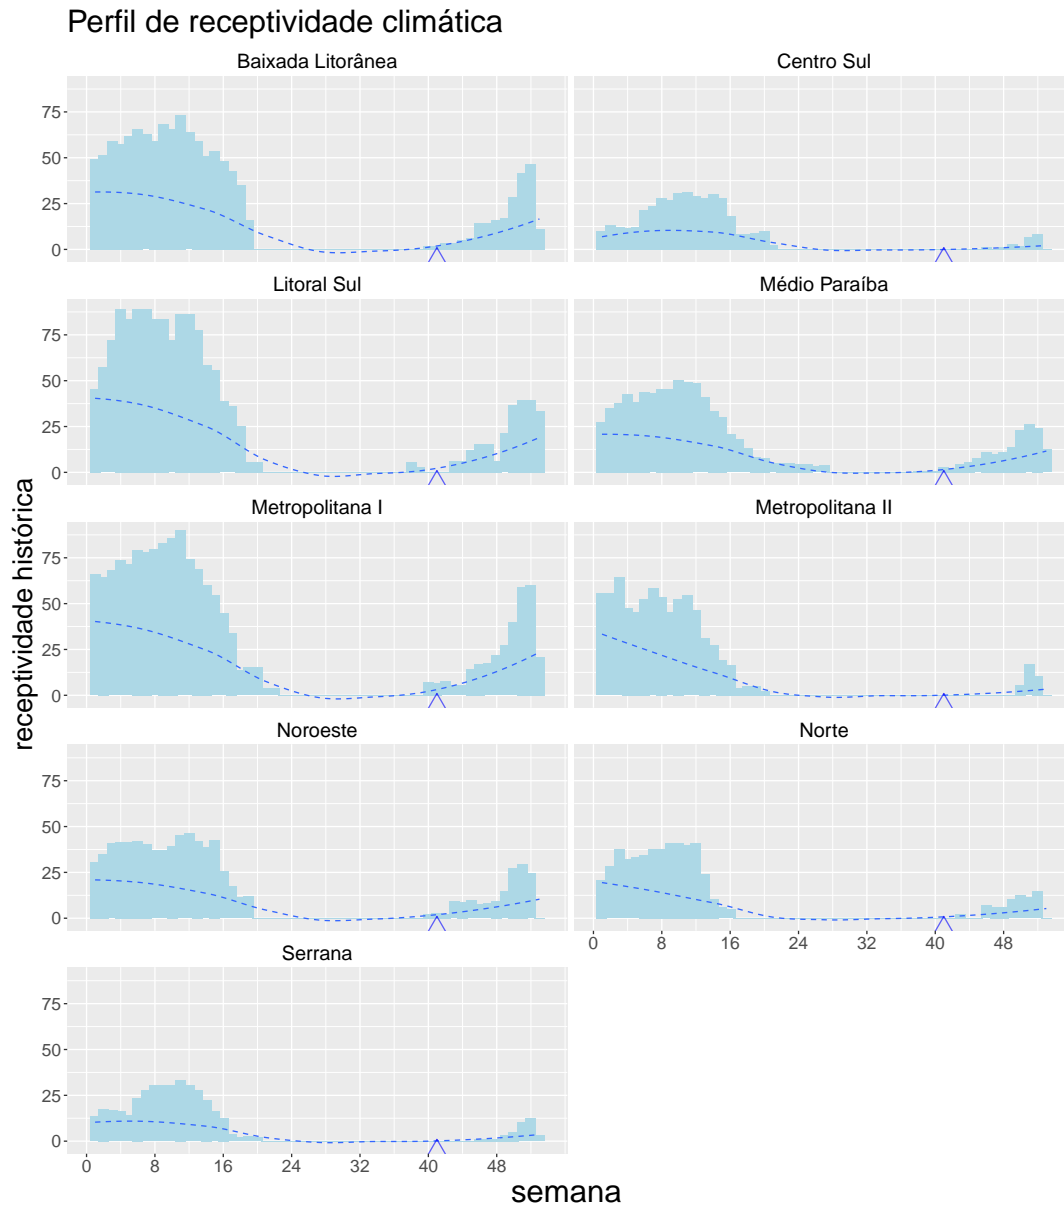 Perfil de receptividade climática
Baixada Litorânea
Centro Sul
75
50
25
0
Litoral Sul
Médio Paraíba
75
50
25
0
Metropolitana I
Metropolitana II
75
50
25
0
Noroeste
Norte
75
50
25
0
0 8 16 24 32 40 48
Serrana
75
50
25
0
0 8 16 24 32 40 48
semana
receptividade histórica